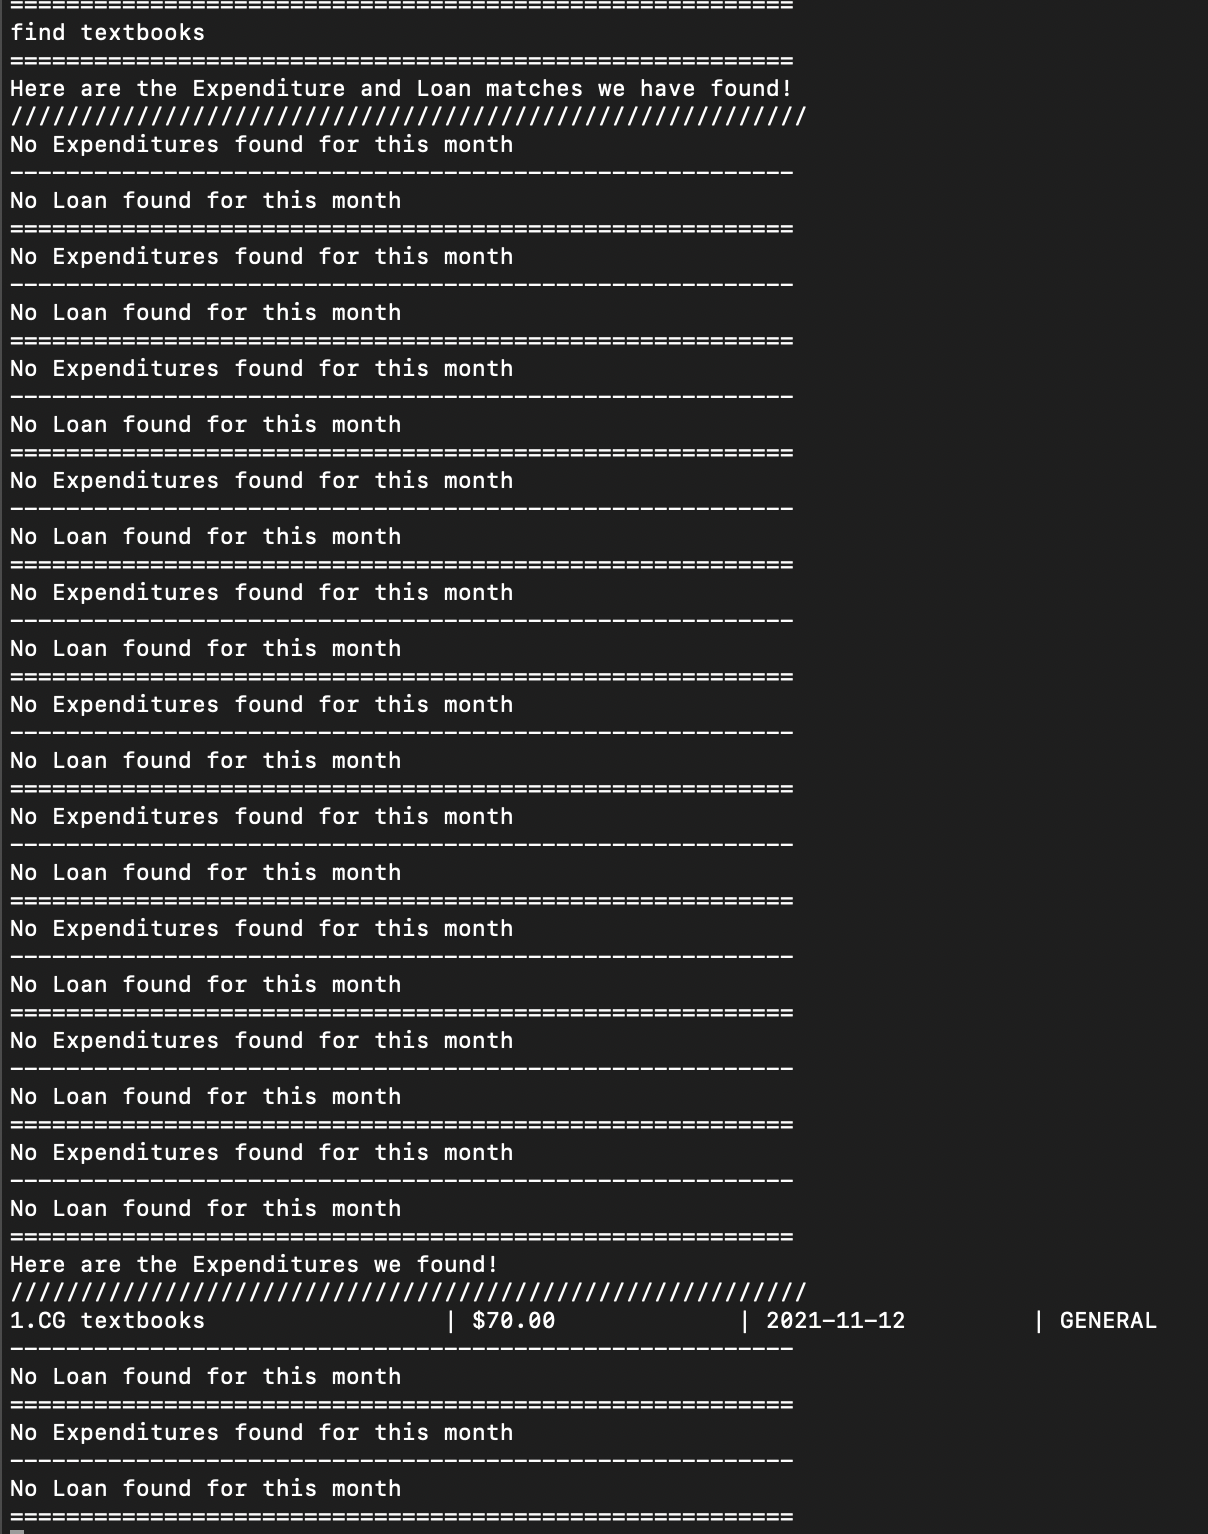 ========================================================
find textbooks
========================================================
Here are the Expenditure and Loan matches we have found!
/////////////////////////////////////////////////////////
No Expenditures found for this month
--------------------------------------------------------
No Loan found for this month
========================================================
No Expenditures found for this month
--------------------------------------------------------
No Loan found for this month
========================================================
No Expenditures found for this month
--------------------------------------------------------
No Loan found for this month
========================================================
No Expenditures found for this month
--------------------------------------------------------
No Loan found for this month
========================================================
No Expenditures found for this month
--------------------------------------------------------
No Loan found for this month
========================================================
No Expenditures found for this month
--------------------------------------------------------
No Loan found for this month
========================================================
No Expenditures found for this month
--------------------------------------------------------
No Loan found for this month
========================================================
No Expenditures found for this month
--------------------------------------------------------
No Loan found for this month
========================================================
No Expenditures found for this month
--------------------------------------------------------
No Loan found for this month
========================================================
No Expenditures found for this month
--------------------------------------------------------
No Loan found for this month
========================================================
Here are the Expenditures we found!
/////////////////////////////////////////////////////////
1.CG textbooks                 | $70.00             | 2021-11-12         | GENERAL
--------------------------------------------------------
No Loan found for this month
========================================================
No Expenditures found for this month
--------------------------------------------------------
No Loan found for this month
========================================================